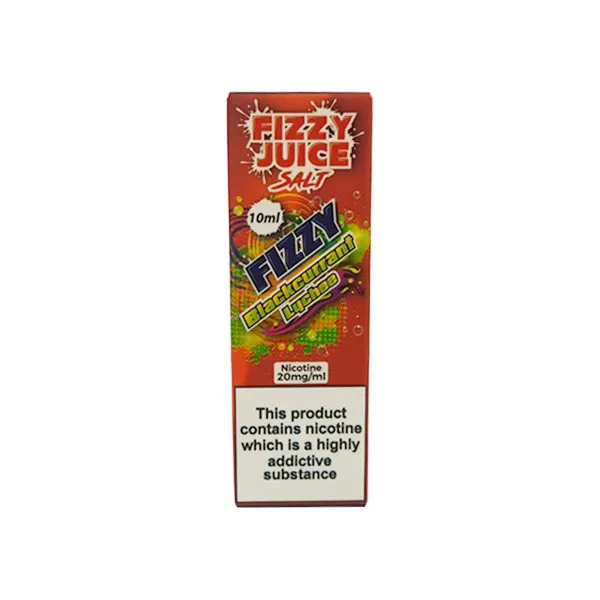 FIZZY
JUICE
SALT
10ml
FIZZY
Blackcurrant
Lychee
Nicotine
20mg/ml
This product
contains nicotine
which is a highly
addictive
substance